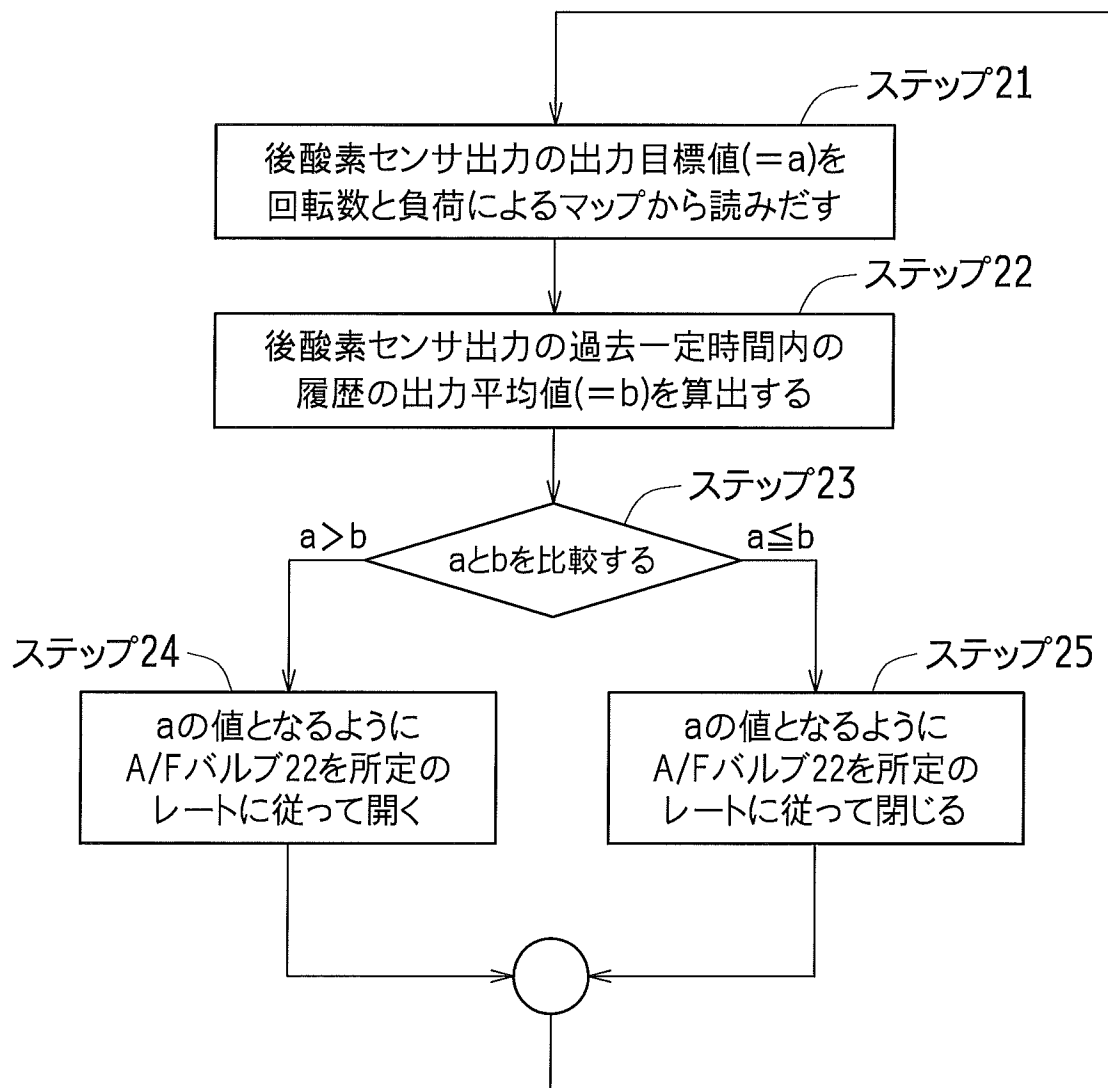 ステップ21
後酸素センサ出力の出力目標値(=a)を
回転数と負荷によるマップから読みだす
ステップ22
後酸素センサ出力の過去一定時間内の
履歴の出力平均値(=b)を算出する
ステップ23
a>b
aとbを比較する
a≦b
ステップ24
aの値となるように
A/Fバルブ22を所定の
レートに従って開く
ステップ25
aの値となるように
A/Fバルブ22を所定の
レートに従って閉じる